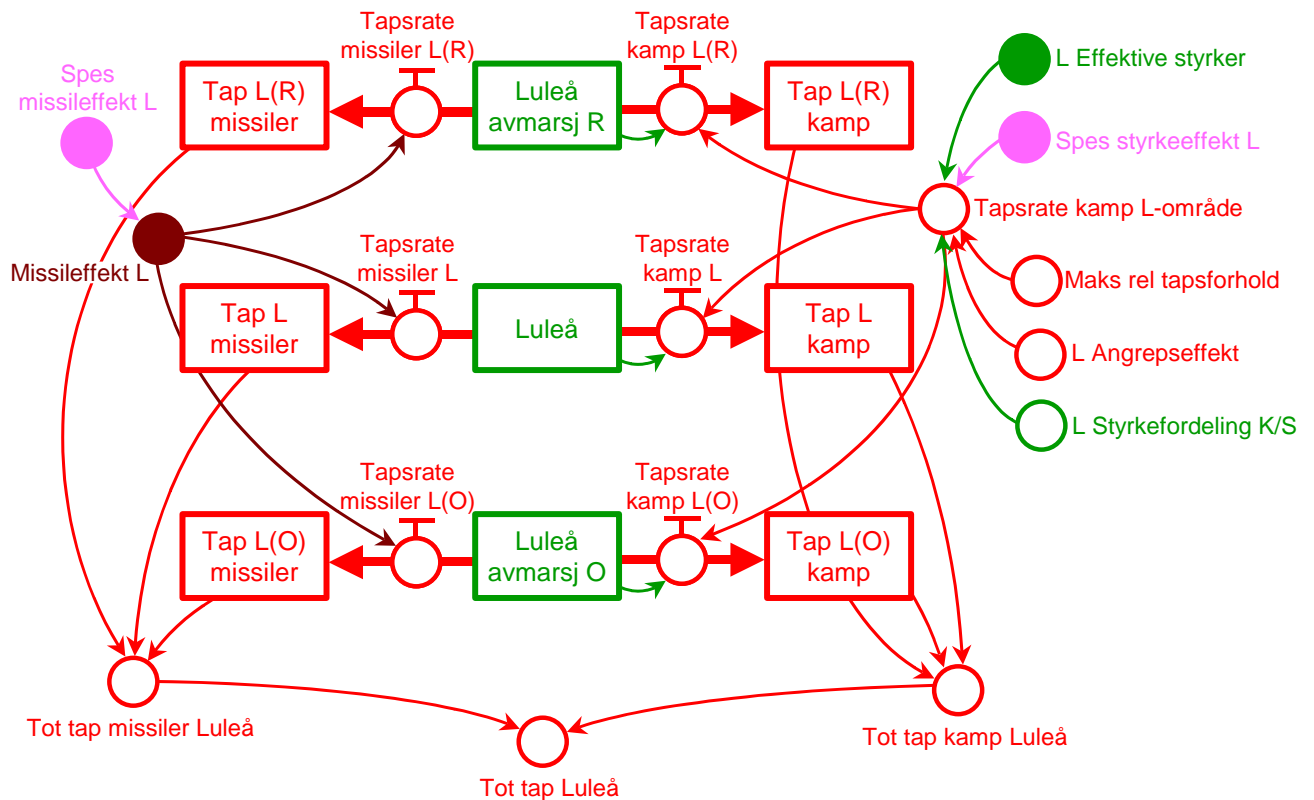 Tapsrate
missiler L(R)
Tapsrate
kamp L(R)
Spes
missileffekt L
Tap L(R)
missiler
Luleå
avmarsj R
Tap L(R)
kamp
L Effektive styrker
Spes styrkeeffekt L
Tapsrate kamp L-område
Missileffekt L
Tapsrate
missiler L
Tapsrate
kamp L
Maks rel tapsforhold
Tap L
missiler
Luleå
Tap L
kamp
L Angrepseffekt
L Styrkefordeling K/S
Tapsrate
missiler L(O)
Tapsrate
kamp L(O)
Tap L(O)
missiler
Luleå
avmarsj O
Tap L(O)
kamp
Tot tap missiler Luleå
Tot tap kamp Luleå
Tot tap Luleå